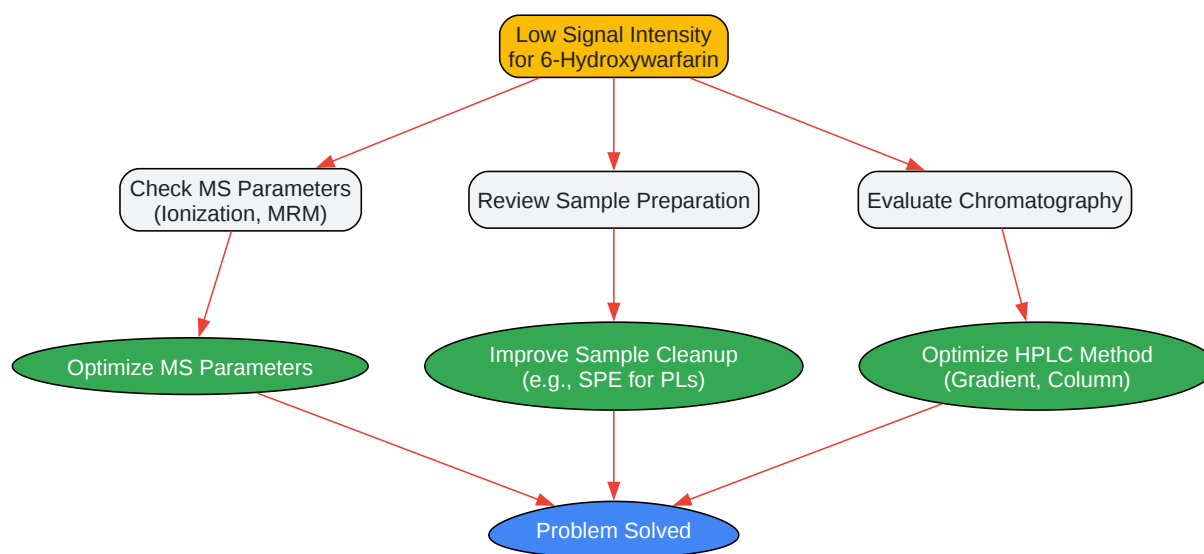 Low Signal Intensity
for 6-Hydroxywarfarin
Check MS Parameters
(Ionization, MRM)
Review Sample Preparation
Evaluate Chromatography
Optimize MS Parameters
Improve Sample Cleanup
(e.g., SPE for PLs)
Optimize HPLC Method
(Gradient, Column)
Problem Solved